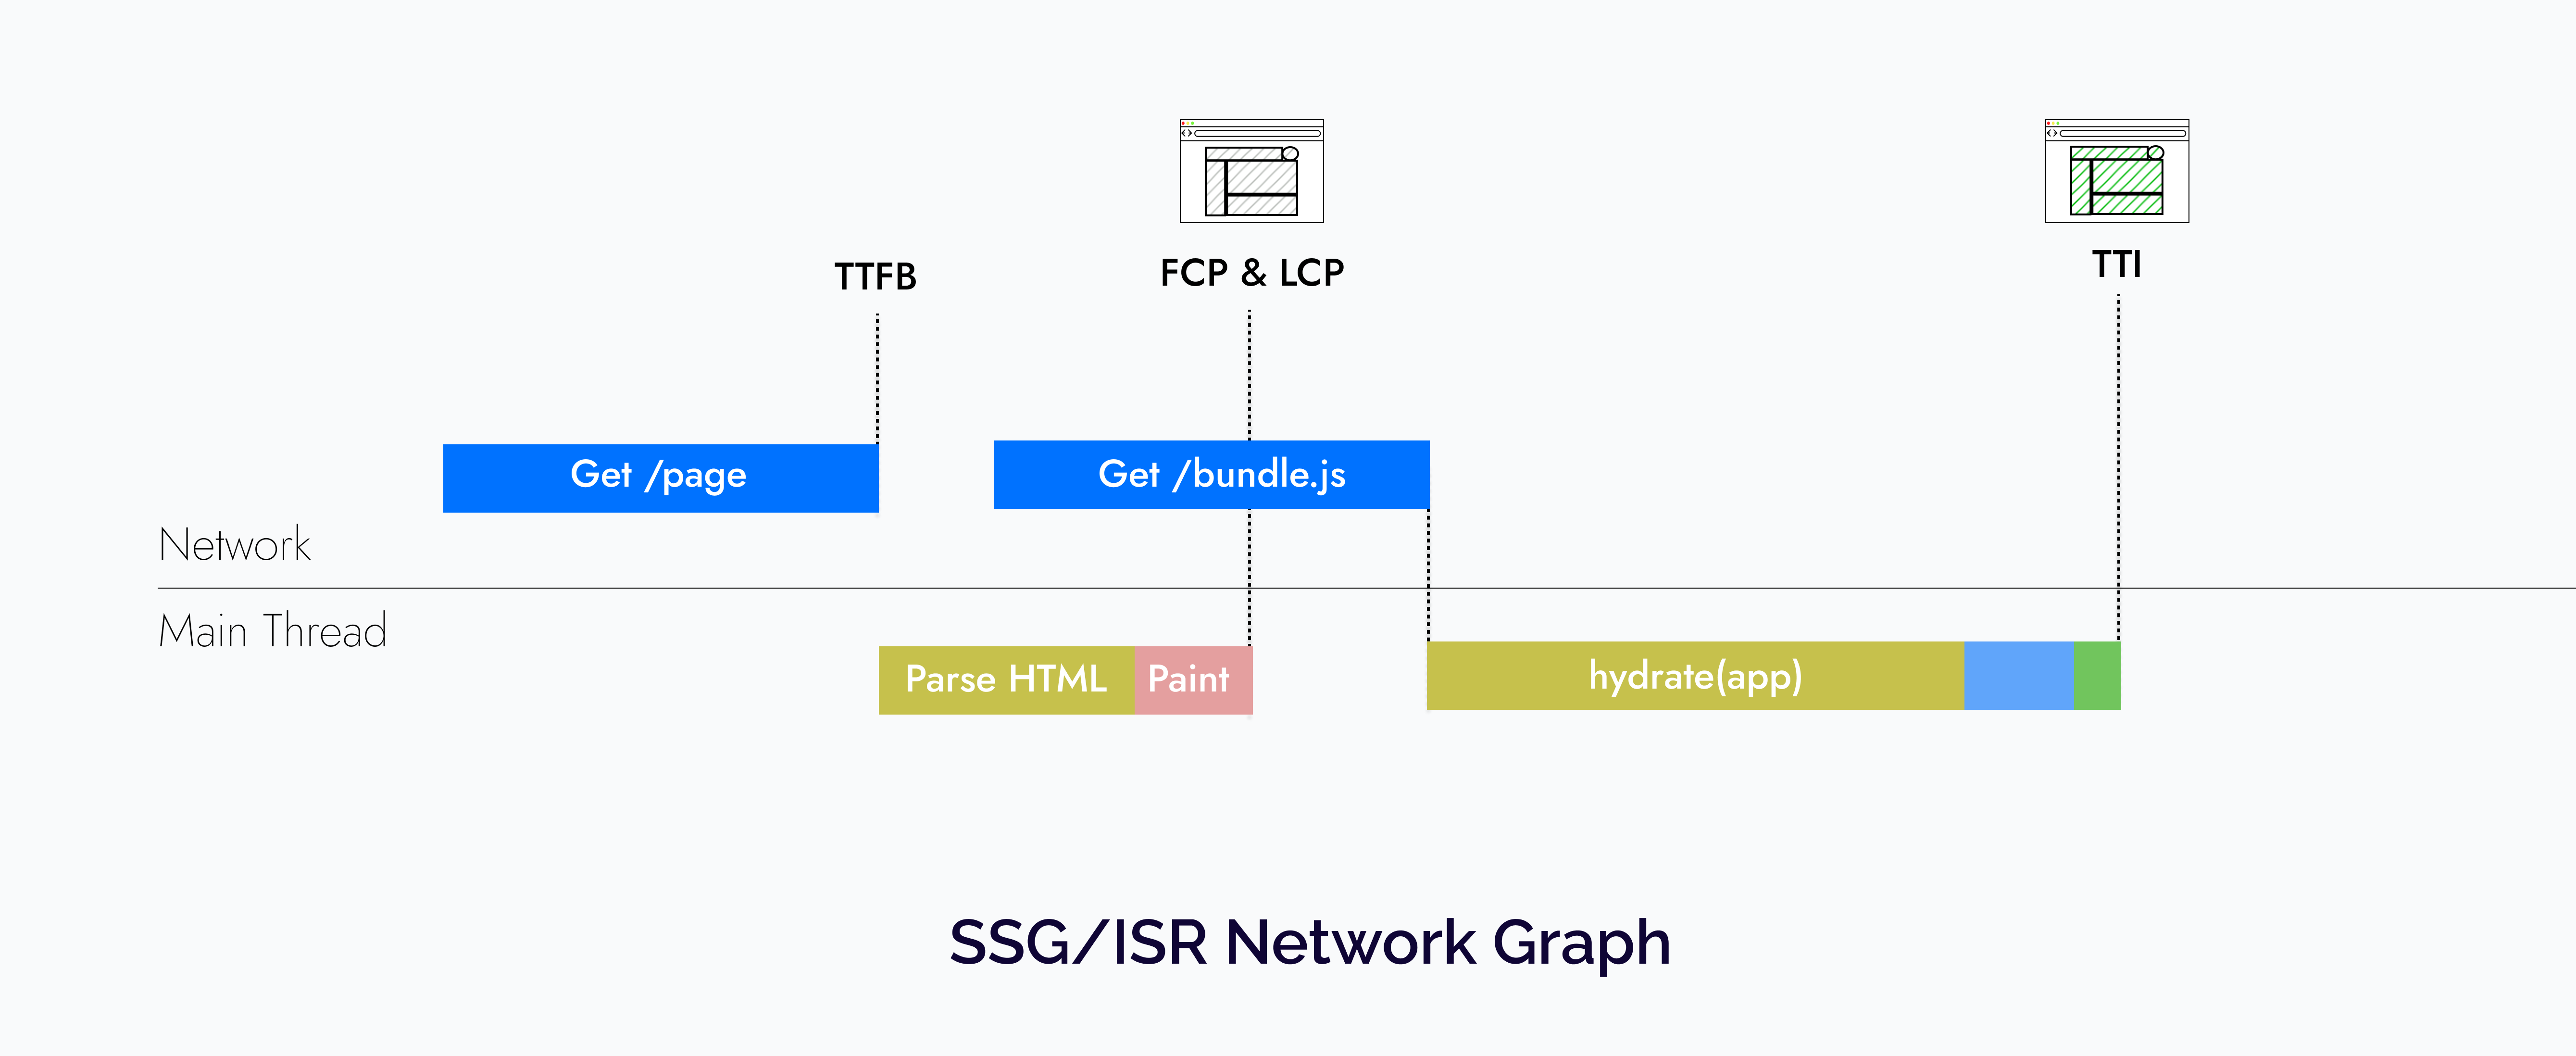 TTFB
FCP & LCP
TTI
Get /page
Get /bundle.js
Network
Main Thread
Parse HTML
Paint
hydrate(app)
SSG/ISR Network Graph